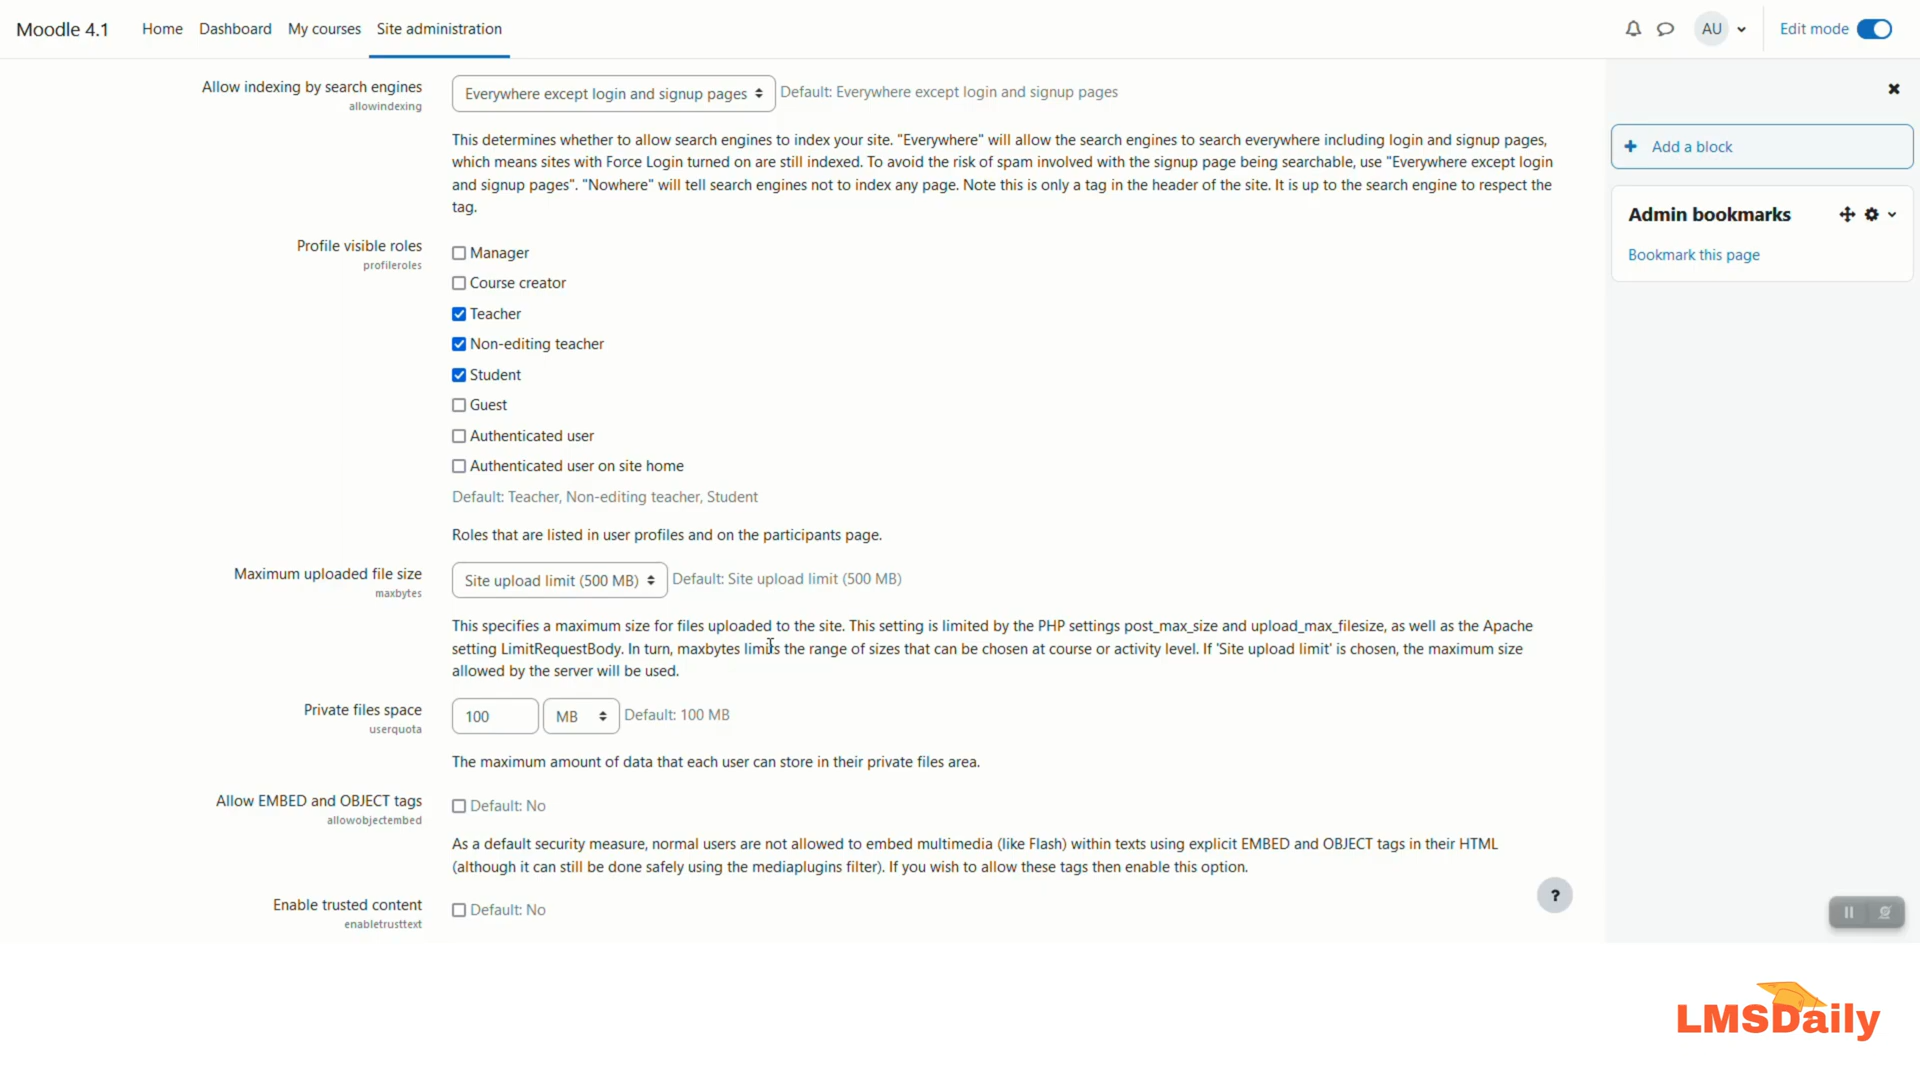 Moodle 4.1
Home
Dashboard
My courses
Site administration
AU
Edit mode
Allow indexing by search engines
allowindexing
Everywhere except login and signup pages
Default: Everywhere except login and signup pages
This determines whether to allow search engines to index your site. "Everywhere" will allow the search engines to search everywhere including login and signup pages,
which means sites with Force Login turned on are still indexed. To avoid the risk of spam involved with the signup page being searchable, use "Everywhere except login
and signup pages". "Nowhere" will tell search engines not to index any page. Note this is only a tag in the header of the site. It is up to the search engine to respect the
tag.
Profile visible roles
profileroles
Manager
Course creator
Teacher
Non-editing teacher
Student
Guest
Authenticated user
Authenticated user on site home
Default: Teacher, Non-editing teacher, Student
Roles that are listed in user profiles and on the participants page.
Maximum uploaded file size
maxbytes
Site upload limit (500 MB)
Default: Site upload limit (500 MB)
This specifies a maximum size for files uploaded to the site. This setting is limited by the PHP settings post_max_size and upload_max_filesize, as well as the Apache
setting LimitRequestBody. In turn, maxbytes limits the range of sizes that can be chosen at course or activity level. If 'Site upload limit' is chosen, the maximum size
allowed by the server will be used.
Private files space
userquota
100
MB
Default: 100 MB
The maximum amount of data that each user can store in their private files area.
Allow EMBED and OBJECT tags
allowobjectembed
Default: No
As a default security measure, normal users are not allowed to embed multimedia (like Flash) within texts using explicit EMBED and OBJECT tags in their HTML
(although it can still be done safely using the mediaplugins filter). If you wish to allow these tags then enable this option.
Enable trusted content
enabletrusttext
Default: No
Add a block
Admin bookmarks
Bookmark this page
?
LMSDaily